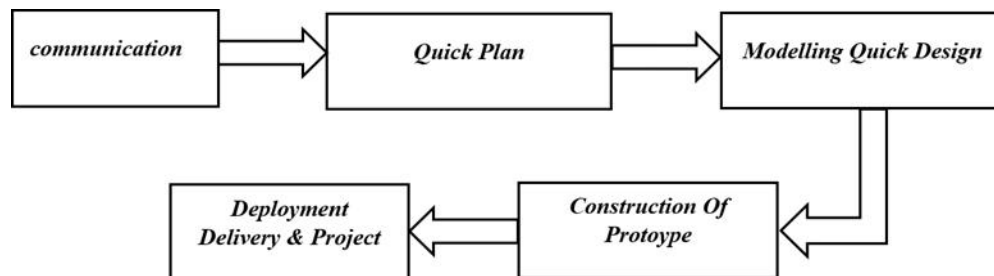 communication
Quick Plan
Modelling Quick Design
Deployment
Delivery & Project
Construction Of
Protoype